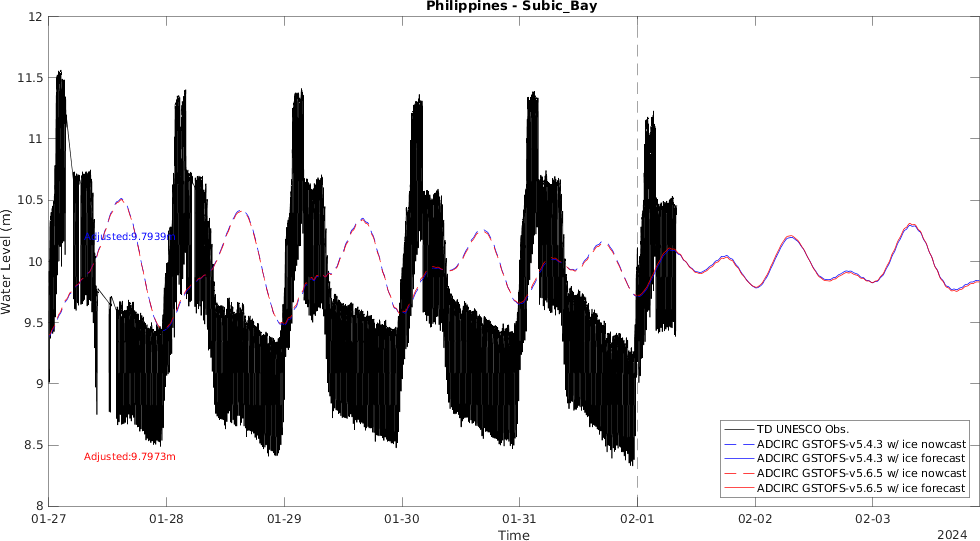 Philippines - Subic_Bay
12
11.5
11
10.5
10
9.5
9
8.5
8
Water Level (m)
Adjusted:9.7939m
Adjusted:9.7973m
TD UNESCO Obs.
ADCIRC GSTOFS-v5.4.3 w/ ice nowcast
ADCIRC GSTOFS-v5.4.3 w/ ice forecast
ADCIRC GSTOFS-v5.6.5 w/ ice nowcast
ADCIRC GSTOFS-v5.6.5 w/ ice forecast
01-27 01-28 01-29 01-30 01-31 02-01 02-02 02-03
Time
2024